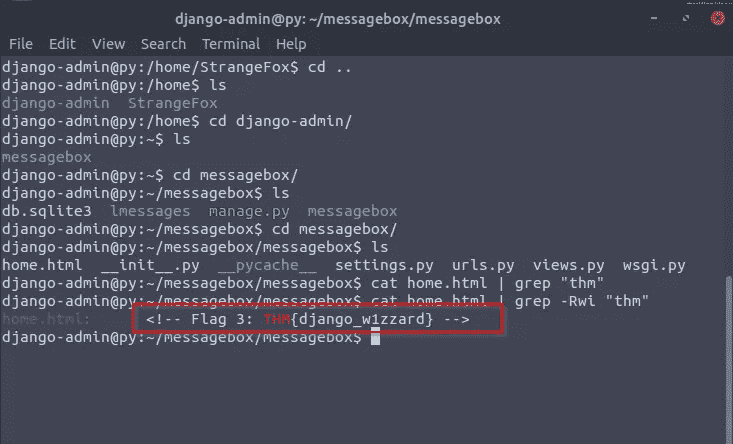 django-admin@py: ~/messagebox/messagebox
File Edit View Search Terminal Help
django-admin@py:/home/StrangeFox$ cd ..
django-admin@py:/home$ ls
django-admin StrangeFox
django-admin@py:/home$ cd django-admin/
django-admin@py:~$ ls
messagebox
django-admin@py:~$ cd messagebox/
django-admin@py:~/messagebox$ ls
db.sqlite3 lmessages manage.py messagebox
django-admin@py:~/messagebox$ cd messagebox/
django-admin@py:~/messagebox/messagebox$ ls
home.html __init__.py __pycache__ settings.py urls.py views.py wsgi.py
django-admin@py:~/messagebox/messagebox$ cat home.html | grep "thm"
django-admin@py:~/messagebox/messagebox$ cat home.html | grep -Rwi "thm"
home.html: <!-- Flag 3: THM{django_w1zzard} -->
django-admin@py:~/messagebox/messagebox$